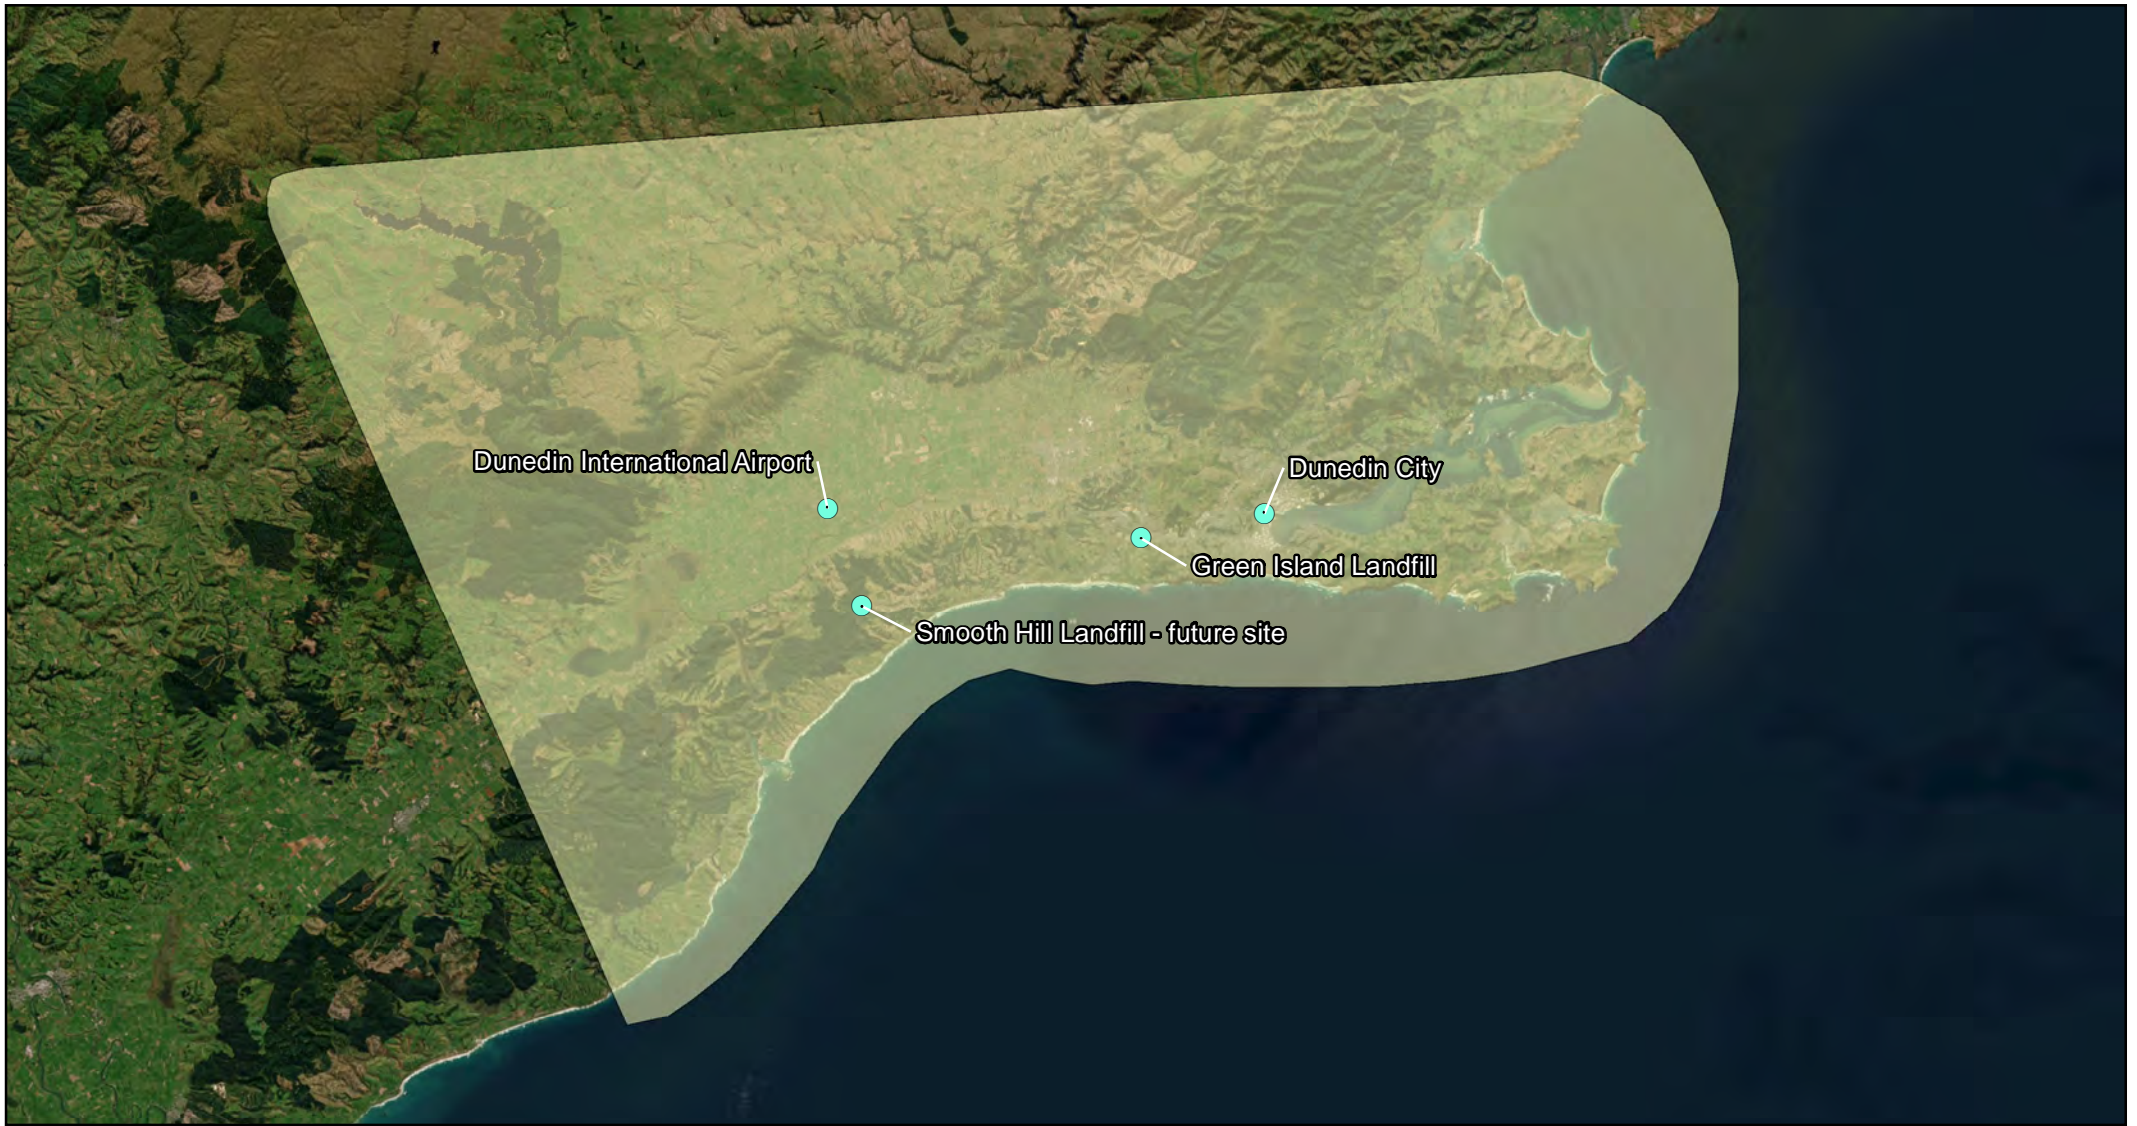 Dunedin International Airport
Dunedin City
Green Island Landfill
Smooth Hill Landfill - future site